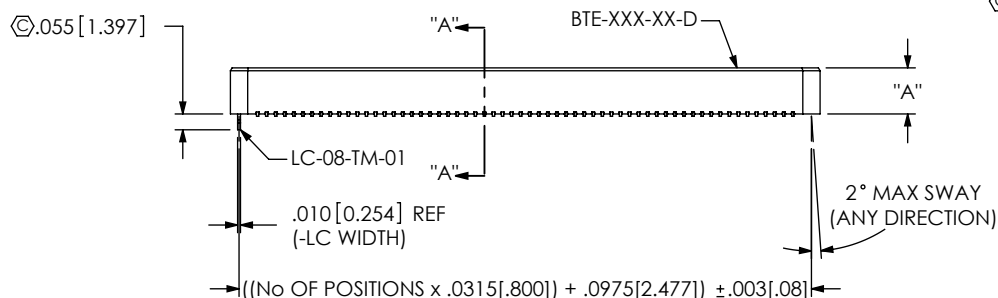 Ⓒ.055[1.397]
"A"
BTE-XXX-XX-D
"A"
LC-08-TM-01
"A"
.010[0.254] REF
(-LC WIDTH)
2° MAX SWAY
(ANY DIRECTION)
((No OF POSITIONS x .0315[.800]) + .0975[2.477]) ±.003[.08]